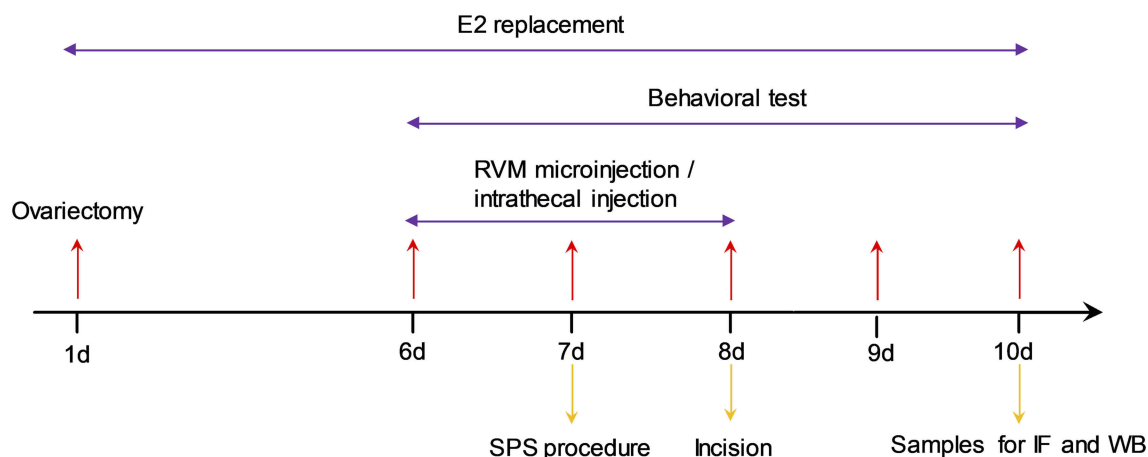 E2 replacement
Behavioral test
RVM microinjection /
intrathecal injection
Ovariectomy
1d
6d
7d
8d
9d
10d
SPS procedure
Incision
Samples for IF and WB